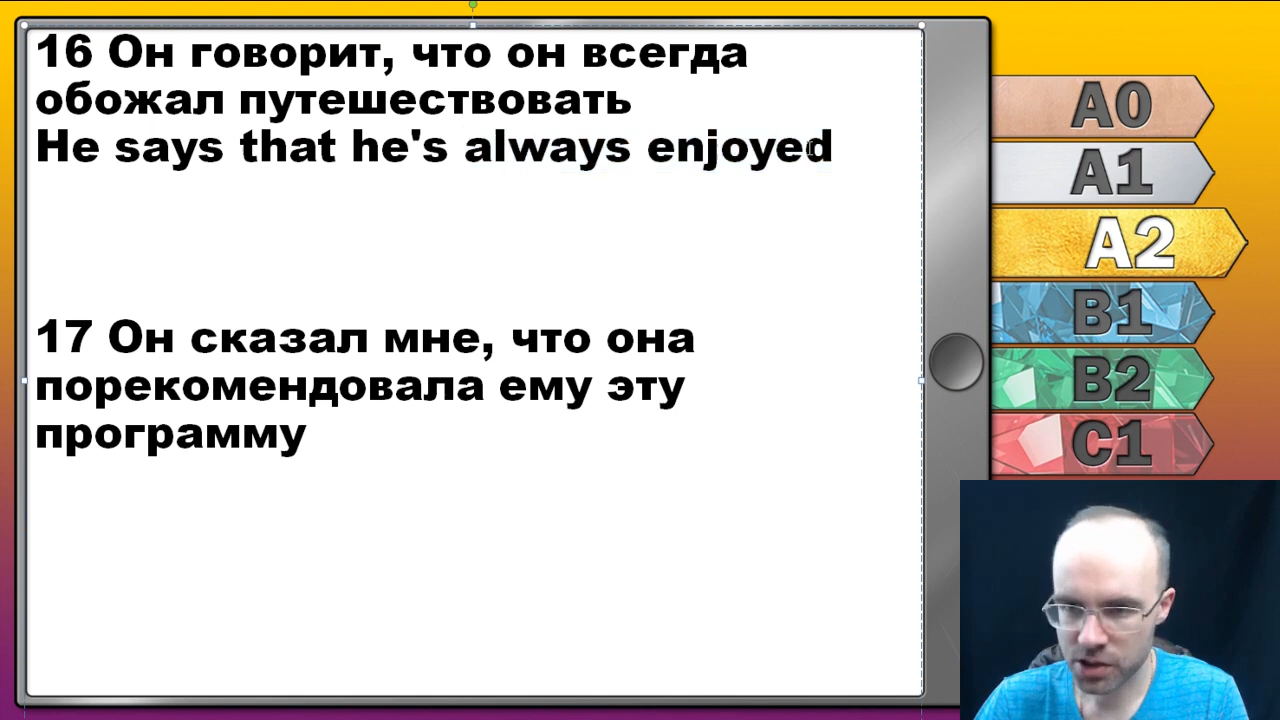 16 Он говорит, что он всегда
обожал путешествовать
He says that he's always enjoyed
17 Он сказал мне, что она
порекомендовала ему эту
программу
A0
A1
A2
B1
B2
C1